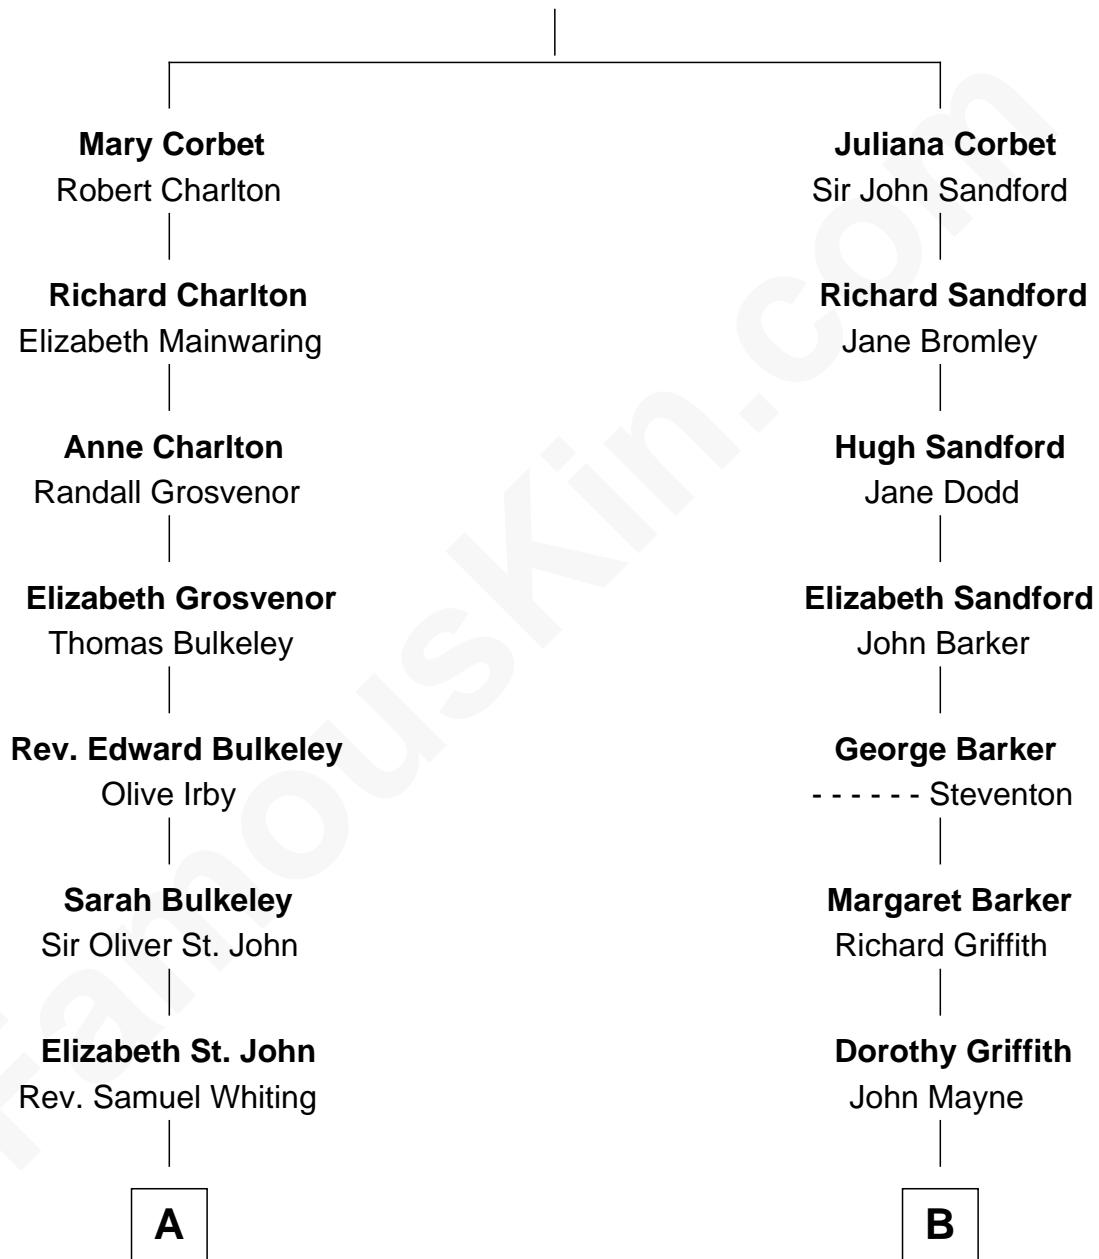 Mary Corbet
Robert Charlton
Richard Charlton
Elizabeth Mainwaring
Anne Charlton
Randall Grosvenor
Elizabeth Grosvenor
Thomas Bulkeley
Rev. Edward Bulkeley
Olive Irby
Sarah Bulkeley
Sir Oliver St. John
Elizabeth St. John
Rev. Samuel Whiting
A
Juliana Corbet
Sir John Sandford
Richard Sandford
Jane Bromley
Hugh Sandford
Jane Dodd
Elizabeth Sandford
John Barker
George Barker
- - - - - - Steventon
Margaret Barker
Richard Griffith
Dorothy Griffith
John Mayne
B
FamousKin.com